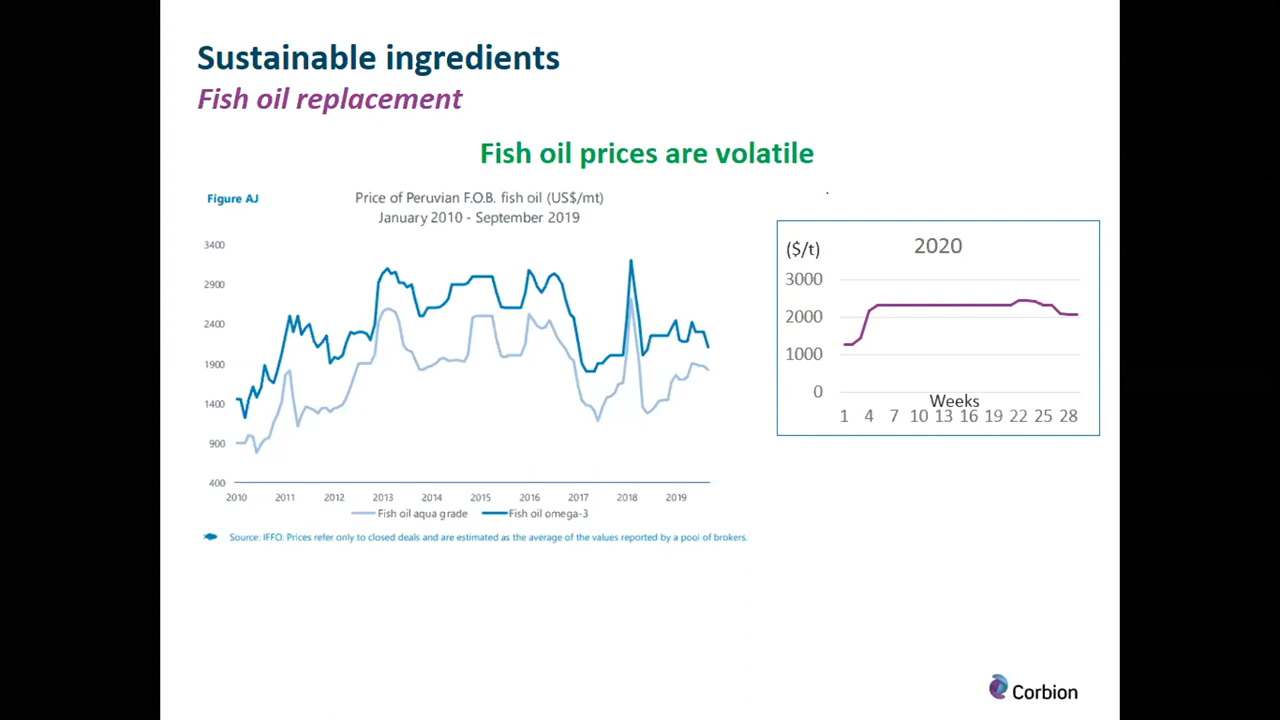 Sustainable ingredients
Fish oil replacement
Fish oil prices are volatile
Figure AJ
Price of Peruvian F.O.B. fish oil (US$/mt)
January 2010 - September 2019
3400
2900
2400
1900
1400
900
400
2010 2011 2012 2013 2014 2015 2016 2017 2018 2019
Fish oil aqua grade Fish oil omega-3
Source: IFFO. Prices refer only to closed deals and are estimated as the average of the values reported by a pool of brokers.
($/t) 2020
3000
2000
1000
0
Weeks
1 4 7 10 13 16 19 22 25 28
Corbion